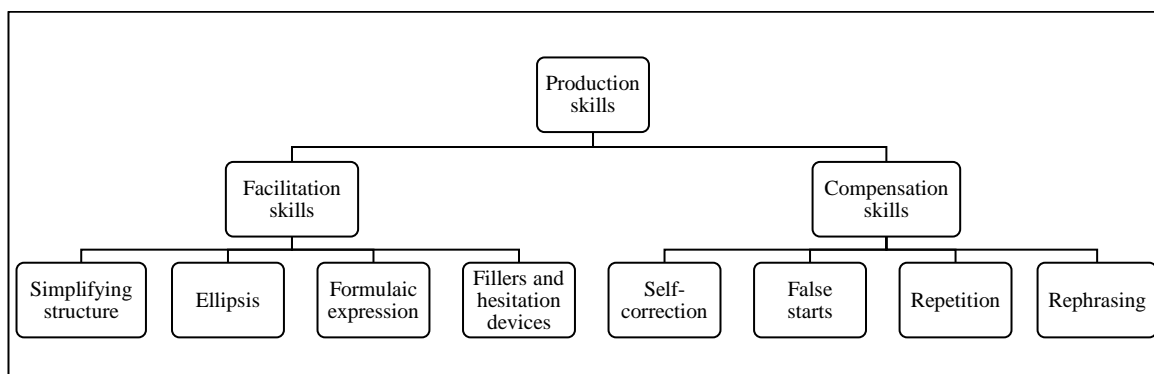 Production
skills
Facilitation
skills
Compensation
skills
Simplifying
structure
Ellipsis
Formulaic
expression
Fillers and
hesitation
devices
Self-
correction
False
starts
Repetition
Rephrasing